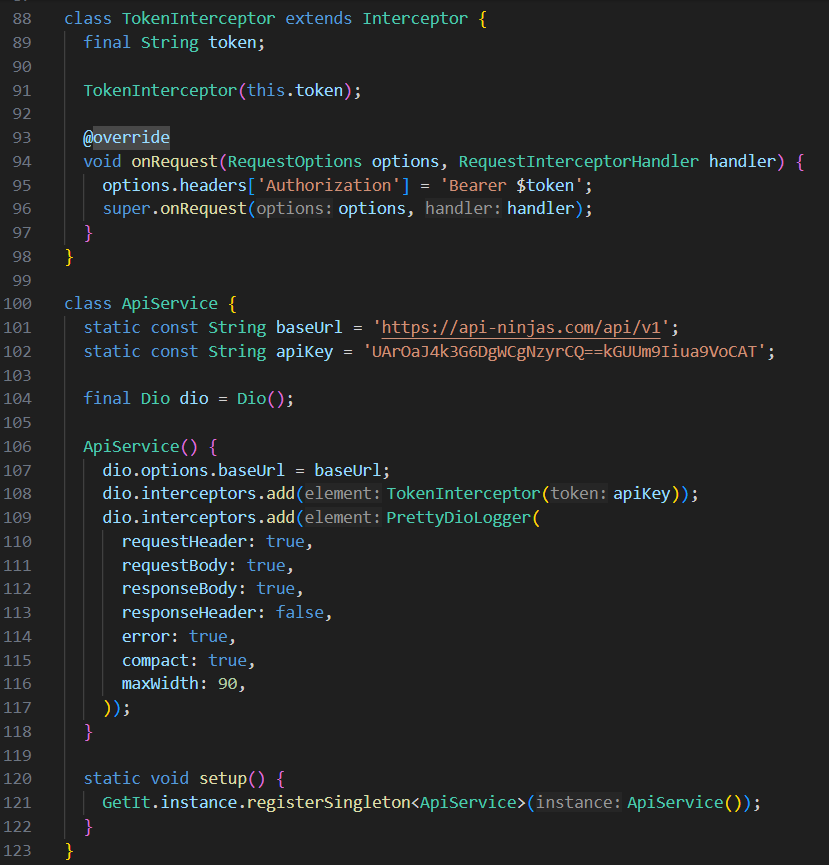 88 class TokenInterceptor extends Interceptor {
89 final String token;
90
91 TokenInterceptor(this.token);
92
93 @override
94 void onRequest(RequestOptions options, RequestInterceptorHandler handler) {
95 options.headers['Authorization'] = 'Bearer $token';
96 super.onRequest(options: options, handler: handler);
97 }
98 }
99
100 class ApiService {
101 static const String baseUrl = 'https://api-ninjas.com/api/v1';
102 static const String apiKey = 'UArOaJ4k3G6DgWCgNzyrCQ==kGUUm9Iiua9VoCAT';
103
104 final Dio dio = Dio();
105
106 ApiService() {
107 dio.options.baseUrl = baseUrl;
108 dio.interceptors.add(element: TokenInterceptor(token: apiKey));
109 dio.interceptors.add(element: PrettyDioLogger(
110 requestHeader: true,
111 requestBody: true,
112 responseBody: true,
113 responseHeader: false,
114 error: true,
115 compact: true,
116 maxWidth: 90,
117 ));
118 }
119
120 static void setup() {
121 GetIt.instance.registerSingleton<ApiService>(instance: ApiService());
122 }
123 }